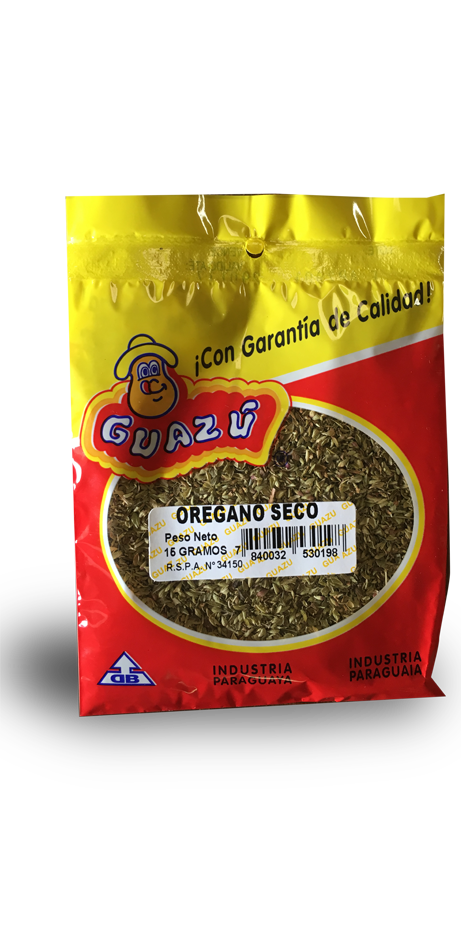 ¡Con Garantía de Calidad!
GUAZÚ
OREGANO SECO
Peso Neto
15 GRAMOS
7 840032 530198
R.S.P.A. N° 34150
DB
INDUSTRIA
PARAGUAYA
INDUSTRIA
PARAGUAIA